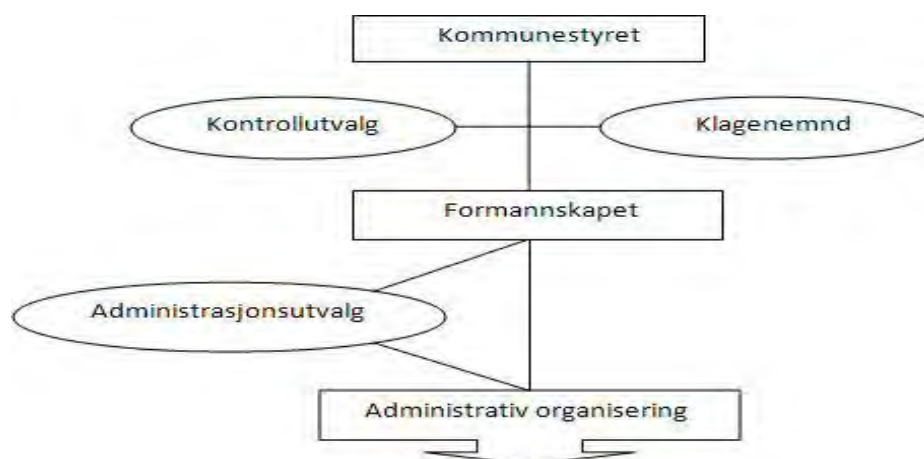 Kommunestyret
Kontrollutvalg
Klagenemnd
Formannskapet
Administrasjonsutvalg
Administrativ organisering